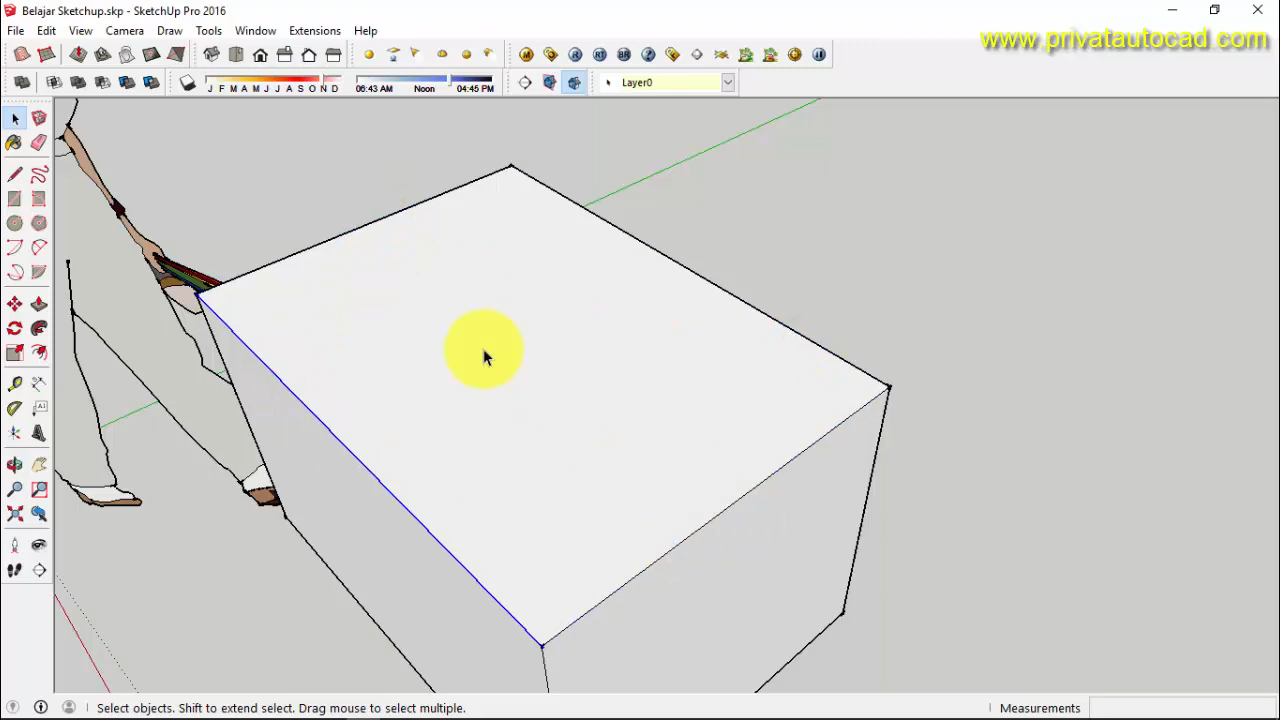 Belajar Sketchup.skp - SketchUp Pro 2016
File Edit View Camera Draw Tools Window Extensions Help
www.privatautocad.com
J F M A M J J A S O N D 06:43 AM Noon 04:45 PM Layer0
Select objects. Shift to extend select. Drag mouse to select multiple. Measurements